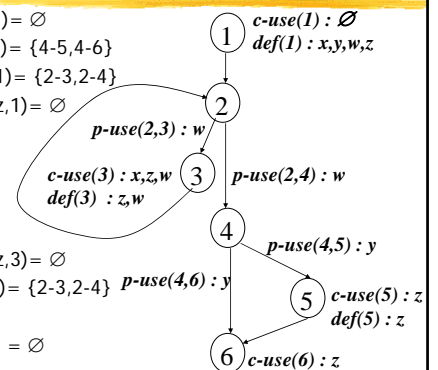 )= ∅
)= {4-5,4-6}
1)= {2-3,2-4}
z,1)= ∅
z,3)= ∅
)= {2-3,2-4}
= ∅
1
c-use(1) : ∅
def(1) : x,y,w,z
2
p-use(2,3) : w
c-use(3) : x,z,w
def(3) : z,w
3
p-use(2,4) : w
4
p-use(4,5) : y
p-use(4,6) : y
5
c-use(5) : z
def(5) : z
6
c-use(6) : z